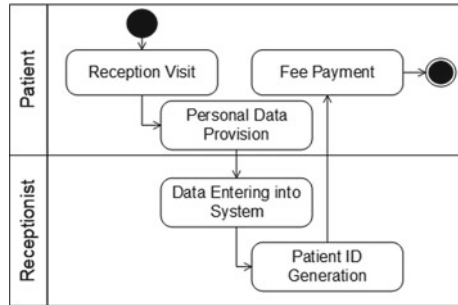 Patient
Reception Visit
Fee Payment
Personal Data
Provision
Receptionist
Data Entering into
System
Patient ID
Generation